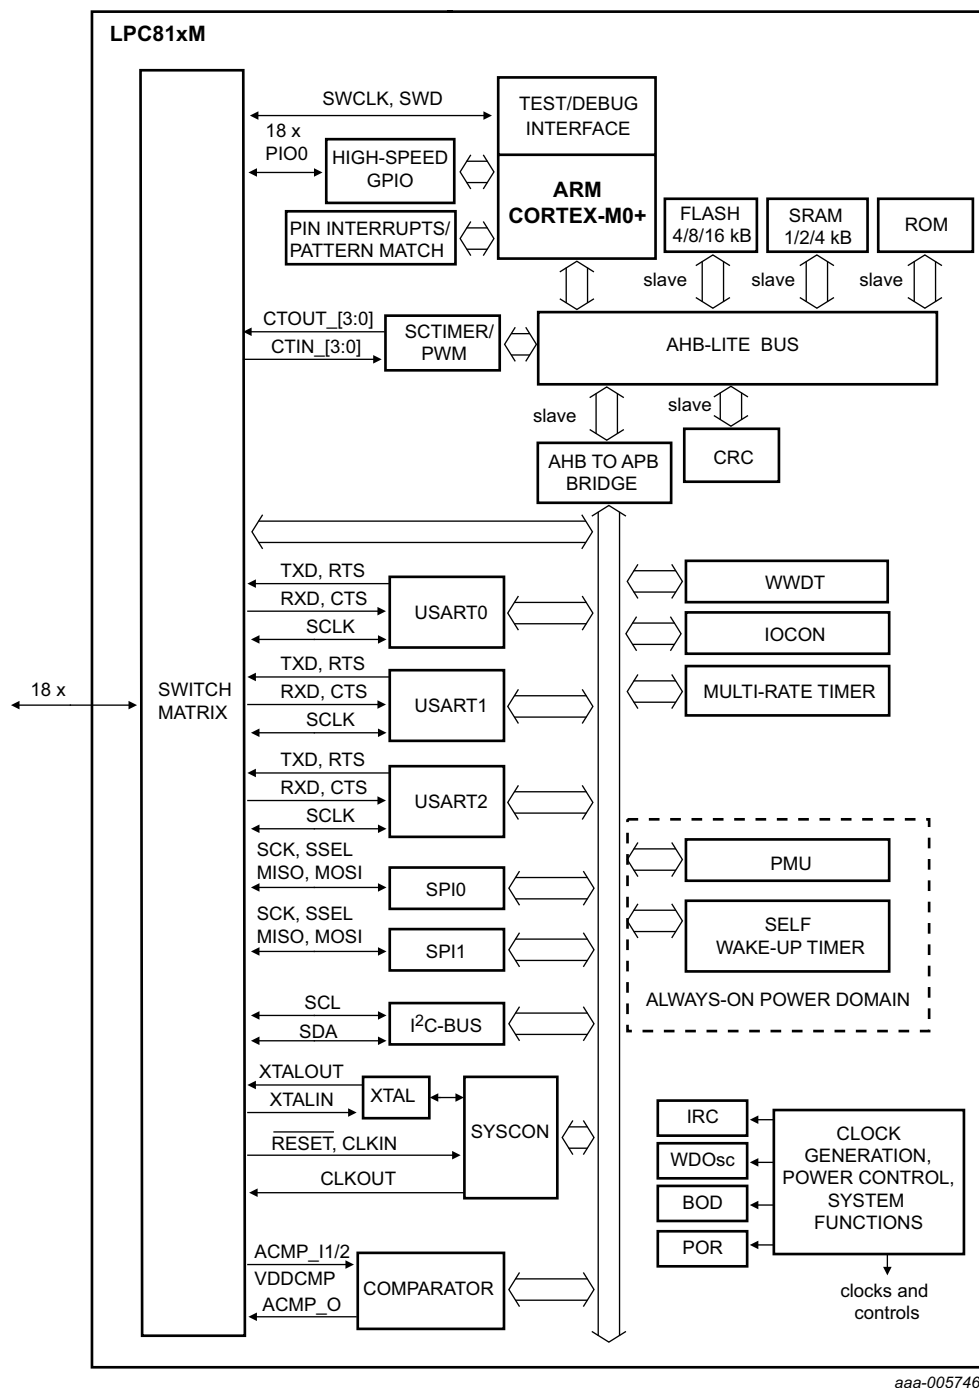 LPC81xM
SWCLK, SWD
TEST/DEBUG
INTERFACE
18 x
PIO0
HIGH-SPEED
GPIO
ARM
CORTEX-M0+
PIN INTERRUPTS/
PATTERN MATCH
FLASH
4/8/16 kB
SRAM
1/2/4 kB
ROM
slave
slave
slave
CTOUT_[3:0]
CTIN_[3:0]
SCTIMER/
PWM
AHB-LITE BUS
slave
slave
AHB TO APB
BRIDGE
CRC
TXD, RTS
RXD, CTS
SCLK
USART0
WWDT
IOCON
TXD, RTS
RXD, CTS
SCLK
USART1
MULTI-RATE TIMER
18 x
SWITCH
MATRIX
TXD, RTS
RXD, CTS
SCLK
USART2
SCK, SSEL
MISO, MOSI
SPI0
PMU
SCK, SSEL
MISO, MOSI
SPI1
SELF
WAKE-UP TIMER
ALWAYS-ON POWER DOMAIN
SCL
SDA
I2C-BUS
XTALOUT
XTALIN
XTAL
RESET, CLKIN
CLKOUT
SYSCON
IRC
WDOsc
BOD
POR
CLOCK
GENERATION,
POWER CONTROL,
SYSTEM
FUNCTIONS
clocks and
controls
ACMP_I1/2
VDDCMP
ACMP_O
COMPARATOR
aaa-005746